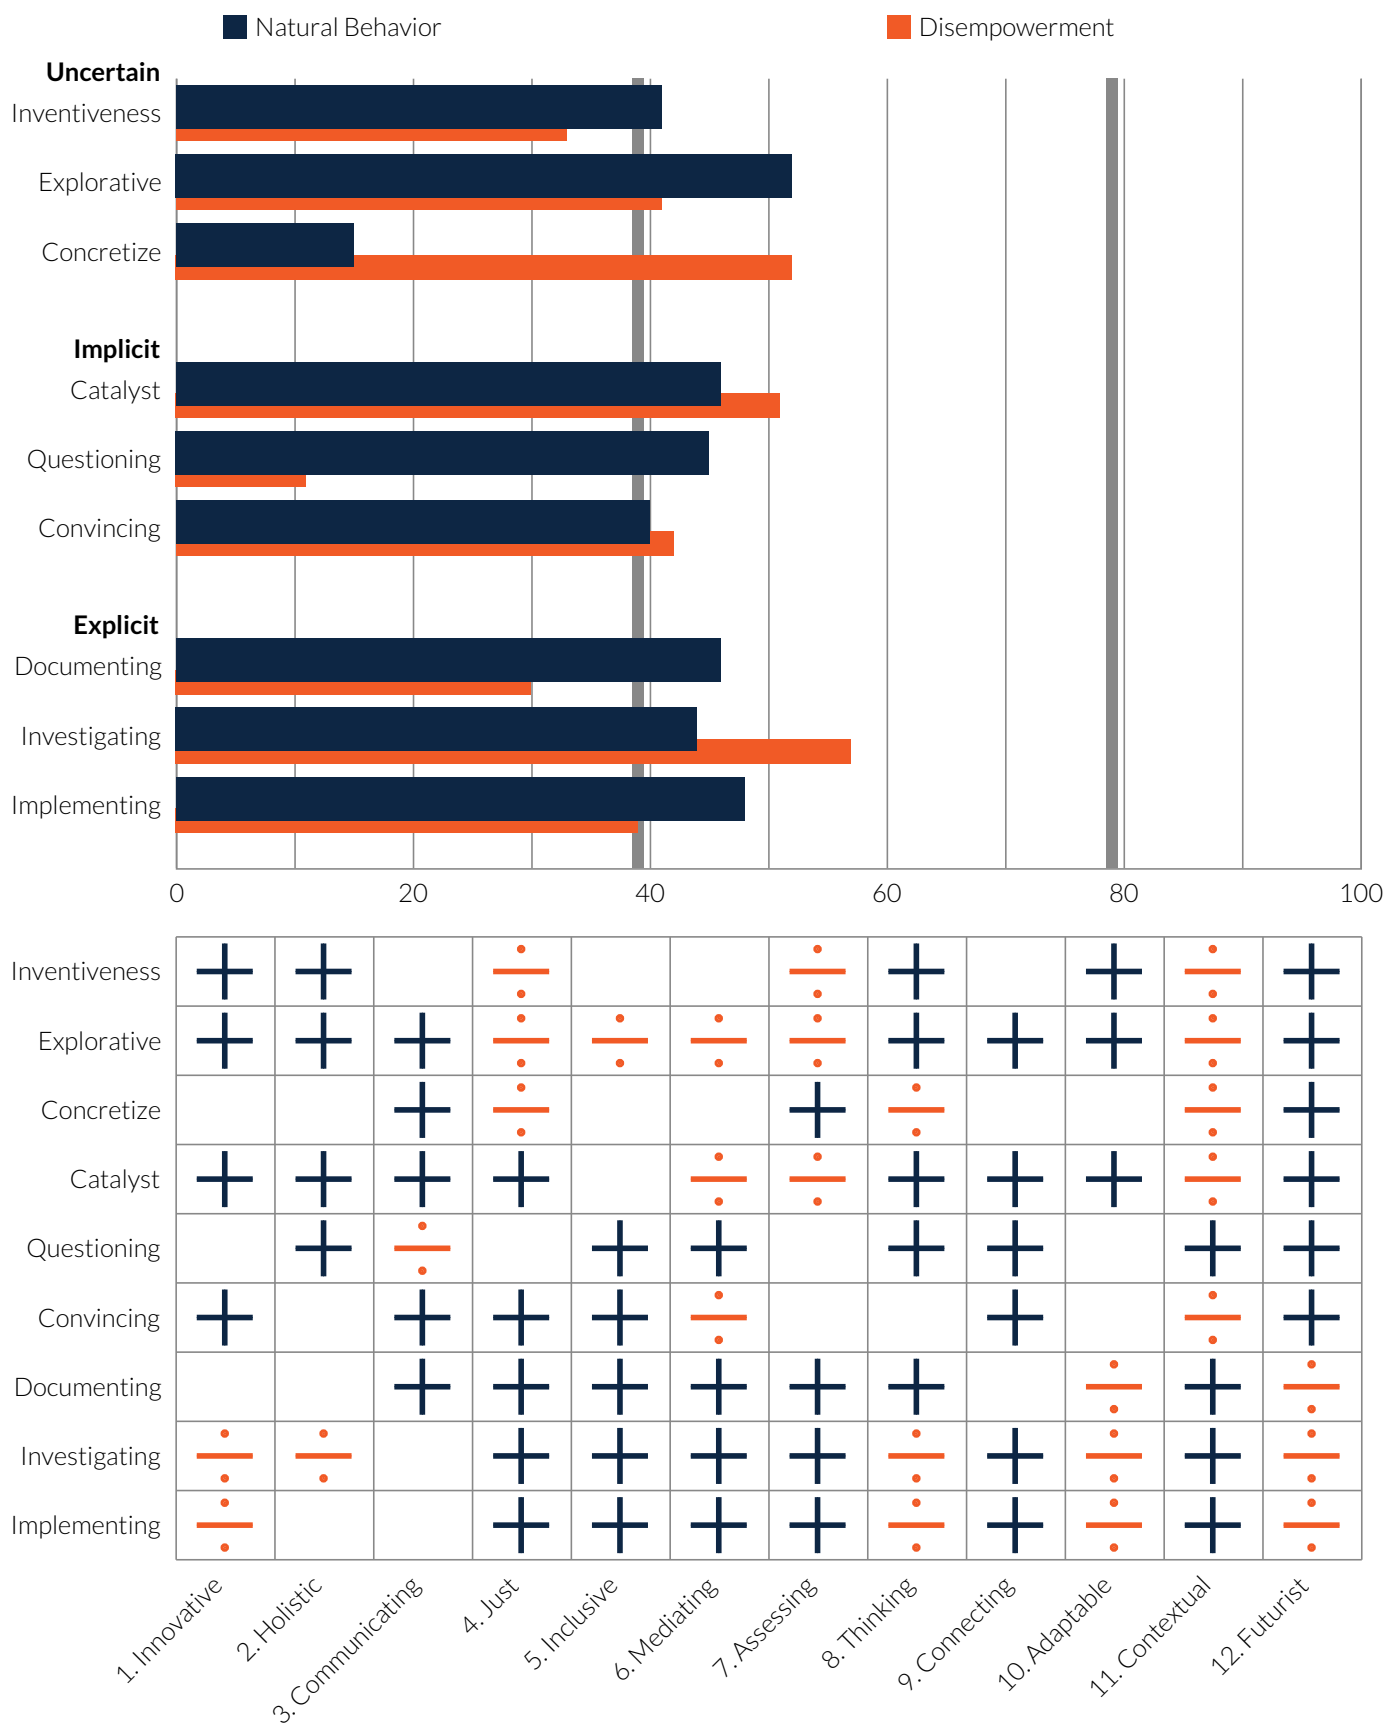 Natural Behavior
Disempowerment
Uncertain
Inventiveness
Explorative
Concretize
Implicit
Catalyst
Questioning
Convincing
Explicit
Documenting
Investigating
Implementing
0 20 40 60 80 100
Inventiveness
Explorative
Concretize
Catalyst
Questioning
Convincing
Documenting
Investigating
Implementing
1. Innovative
2. Holistic
3. Communicating
4. Just
5. Inclusive
6. Mediating
7. Assessing
8. Thinking
9. Connecting
10. Adaptable
11. Contextual
12. Futurist